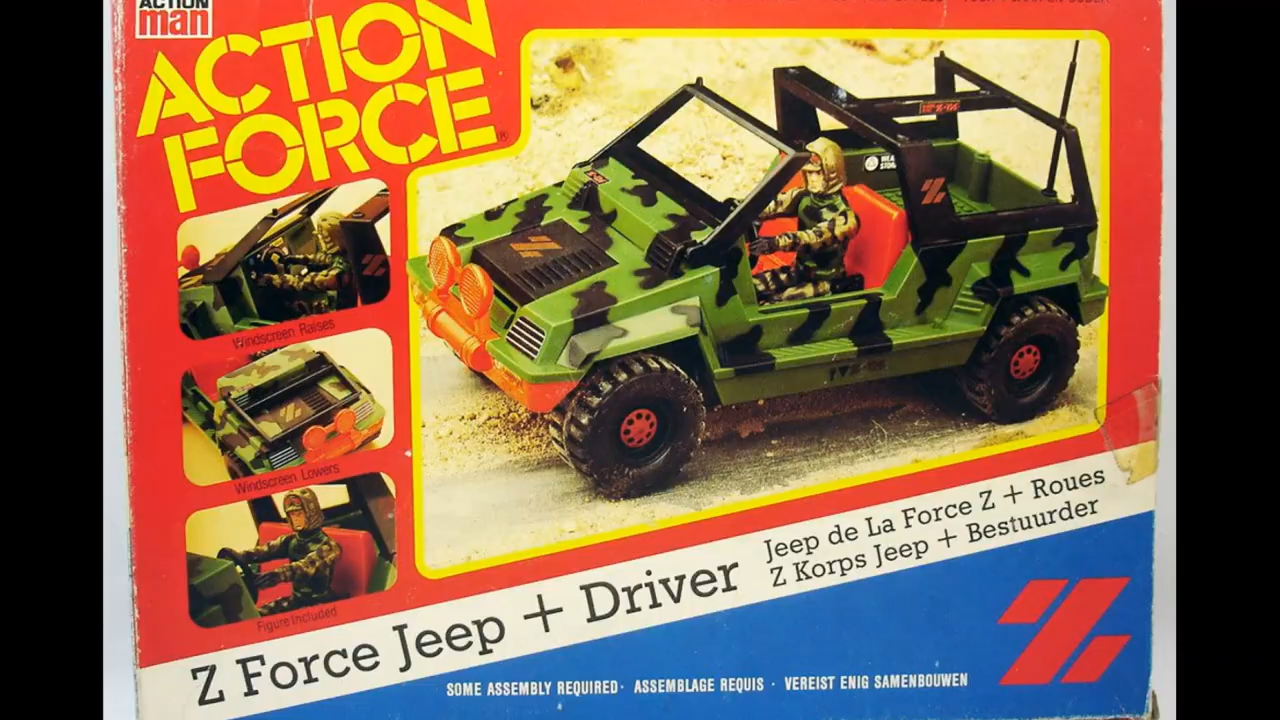 ACTION
man
ACTION
FORCE
Windscreen Raises
Windscreen Lowers
Figure Included
Z Force Jeep + Driver
Jeep de La Force Z + Roues
Z Korps Jeep + Bestuurder
SOME ASSEMBLY REQUIRED · ASSEMBLAGE REQUIS · VEREIST ENIG SAMENBOUWEN